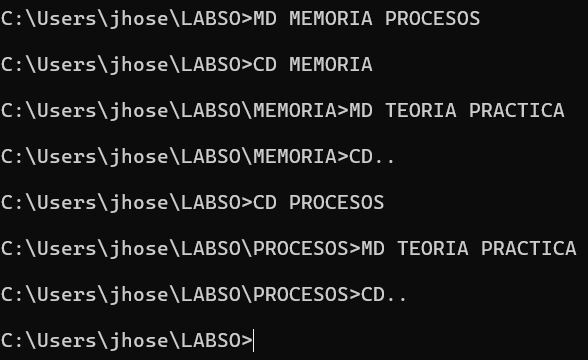 C:\Users\jhose\LABSO>MD MEMORIA PROCESOS
C:\Users\jhose\LABSO>CD MEMORIA
C:\Users\jhose\LABSO\MEMORIA>MD TEORIA PRACTICA
C:\Users\jhose\LABSO\MEMORIA>CD..
C:\Users\jhose\LABSO>CD PROCESOS
C:\Users\jhose\LABSO\PROCESOS>MD TEORIA PRACTICA
C:\Users\jhose\LABSO\PROCESOS>CD..
C:\Users\jhose\LABSO>